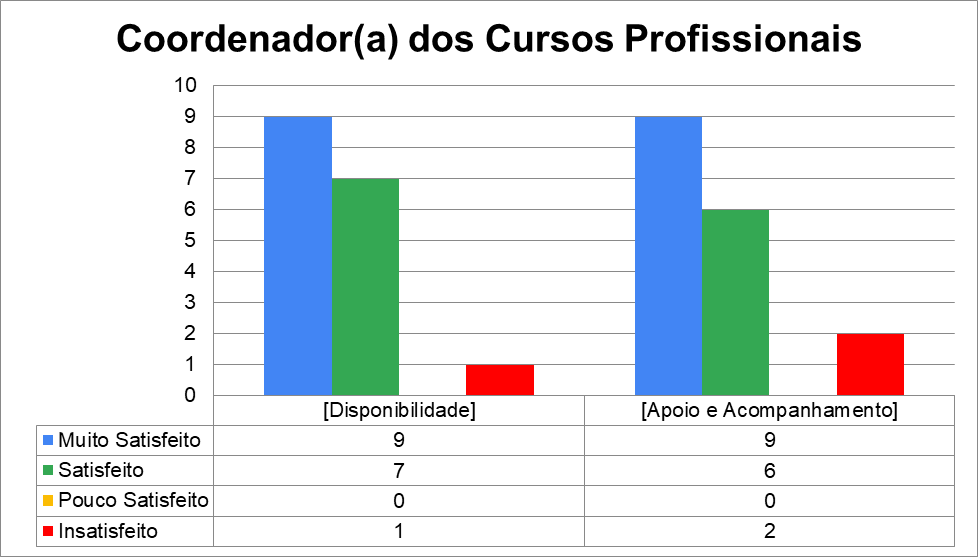 Coordenador(a) dos Cursos Profissionais
10
9
8
7
6
5
4
3
2
1
0
[Disponibilidade] [Apoio e Acompanhamento]
Muito Satisfeito 9 9
Satisfeito 7 6
Pouco Satisfeito 0 0
Insatisfeito 1 2